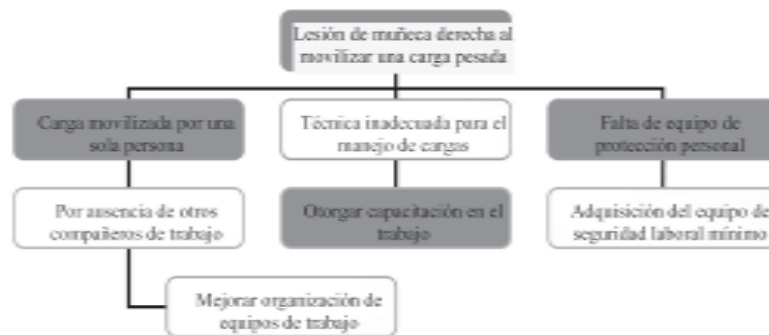 Lesión de muñeca derecha al
movilizar una carga pesada
Carga movilizada por una
sola persona
Técnica inadecuada para el
manejo de cargas
Falta de equipo de
protección personal
Por ausencia de otros
compañeros de trabajo
Otorgar capacitación en el
trabajo
Adquisición del equipo de
seguridad laboral mínimo
Mejorar organización de
equipos de trabajo